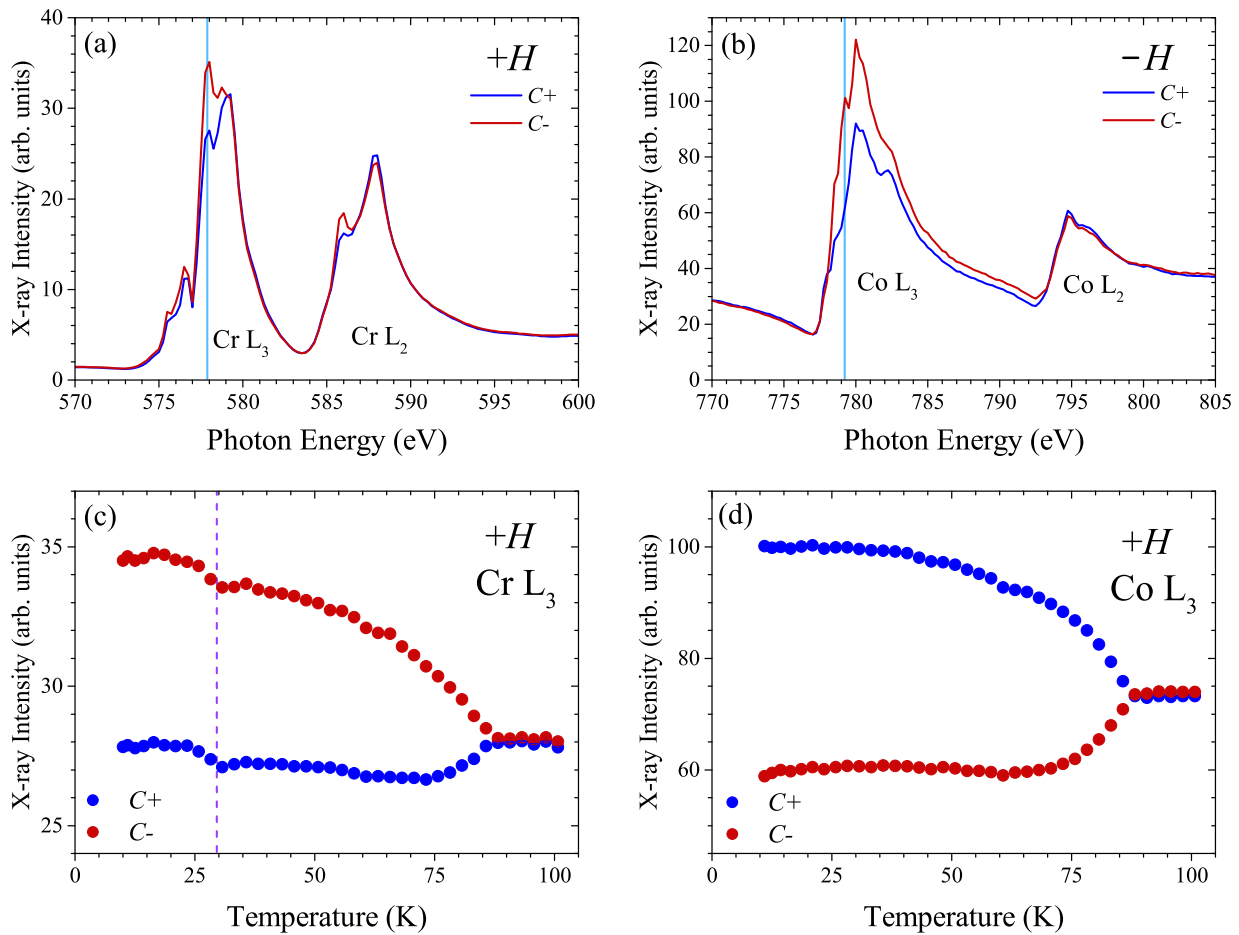 (a)
+H
C+
C-
Cr L3
Cr L2
40
30
20
10
0
570 575 580 585 590 595 600
X-ray Intensity (arb. units)
Photon Energy (eV)
(b)
−H
C+
C-
Co L3
Co L2
120
100
80
60
40
20
0
770 775 780 785 790 795 800 805
X-ray Intensity (arb. units)
Photon Energy (eV)
(c)
+H
Cr L3
C+
C-
35
32
28
24
0 25 50 75 100
X-ray Intensity (arb. units)
Temperature (K)
(d)
+H
Co L3
C+
C-
100
80
60
0 25 50 75 100
X-ray Intensity (arb. units)
Temperature (K)